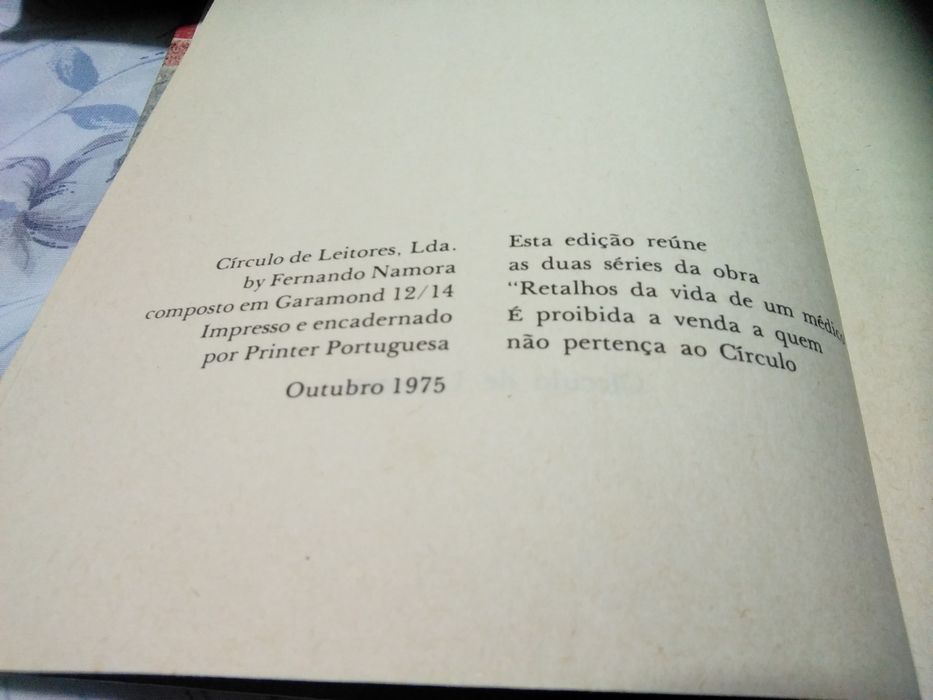 Círculo de Leitores, Lda.
by Fernando Namora
composto em Garamond 12/14
Impresso e encadernado
por Printer Portuguesa
Outubro 1975
Esta edição reúne
as duas séries da obra
“Retalhos da vida de um médico
É proibida a venda a quem
não pertença ao Círculo